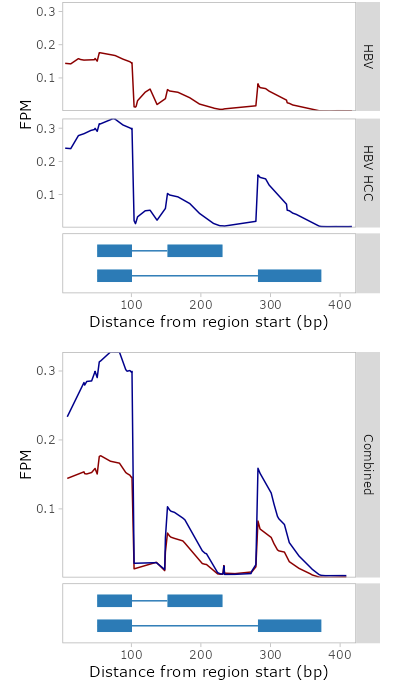 0.3
0.2
0.1
HBV
FPM
0.3
0.2
0.1
HBV HCC
100 200 300 400
Distance from region start (bp)
0.3
0.2
0.1
FPM
Combined
100 200 300 400
Distance from region start (bp)